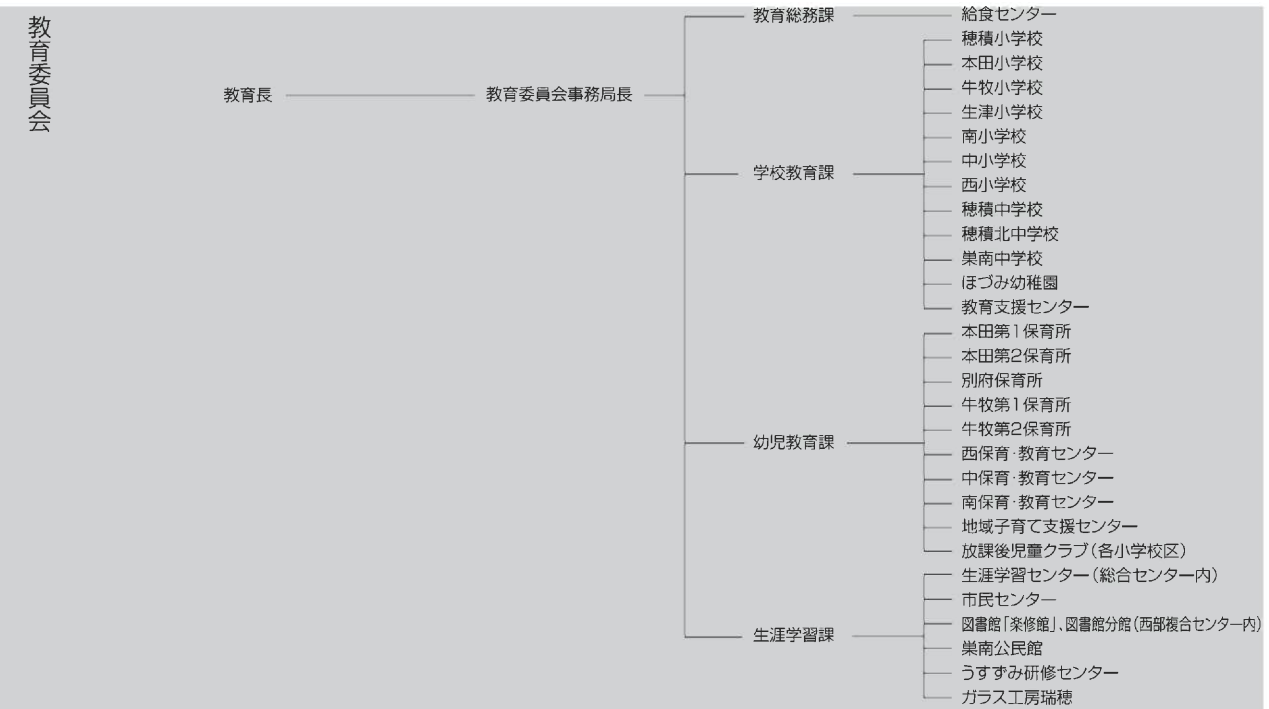 教育委員会
教育長
教育委員会事務局長
教育総務課
給食センター
学校教育課
穂積小学校
本田小学校
牛牧小学校
生津小学校
南小学校
中小学校
西小学校
穂積中学校
穂積北中学校
巣南中学校
ほづみ幼稚園
教育支援センター
幼児教育課
本田第1保育所
本田第2保育所
別府保育所
牛牧第1保育所
牛牧第2保育所
西保育・教育センター
中保育・教育センター
南保育・教育センター
地域子育て支援センター
放課後児童クラブ(各小学校区)
生涯学習課
生涯学習センター(総合センター内)
市民センター
図書館「楽修館」、図書館分館(西部複合センター内)
巣南公民館
うすずみ研修センター
ガラス工房瑞穂